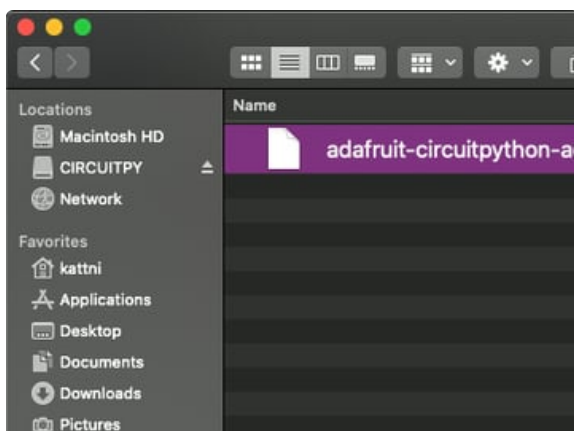 Locations
Macintosh HD
CIRCUITPY
Network
Favorites
kattni
Applications
Desktop
Documents
Downloads
Pictures
Name
adafruit-circuitpython-a